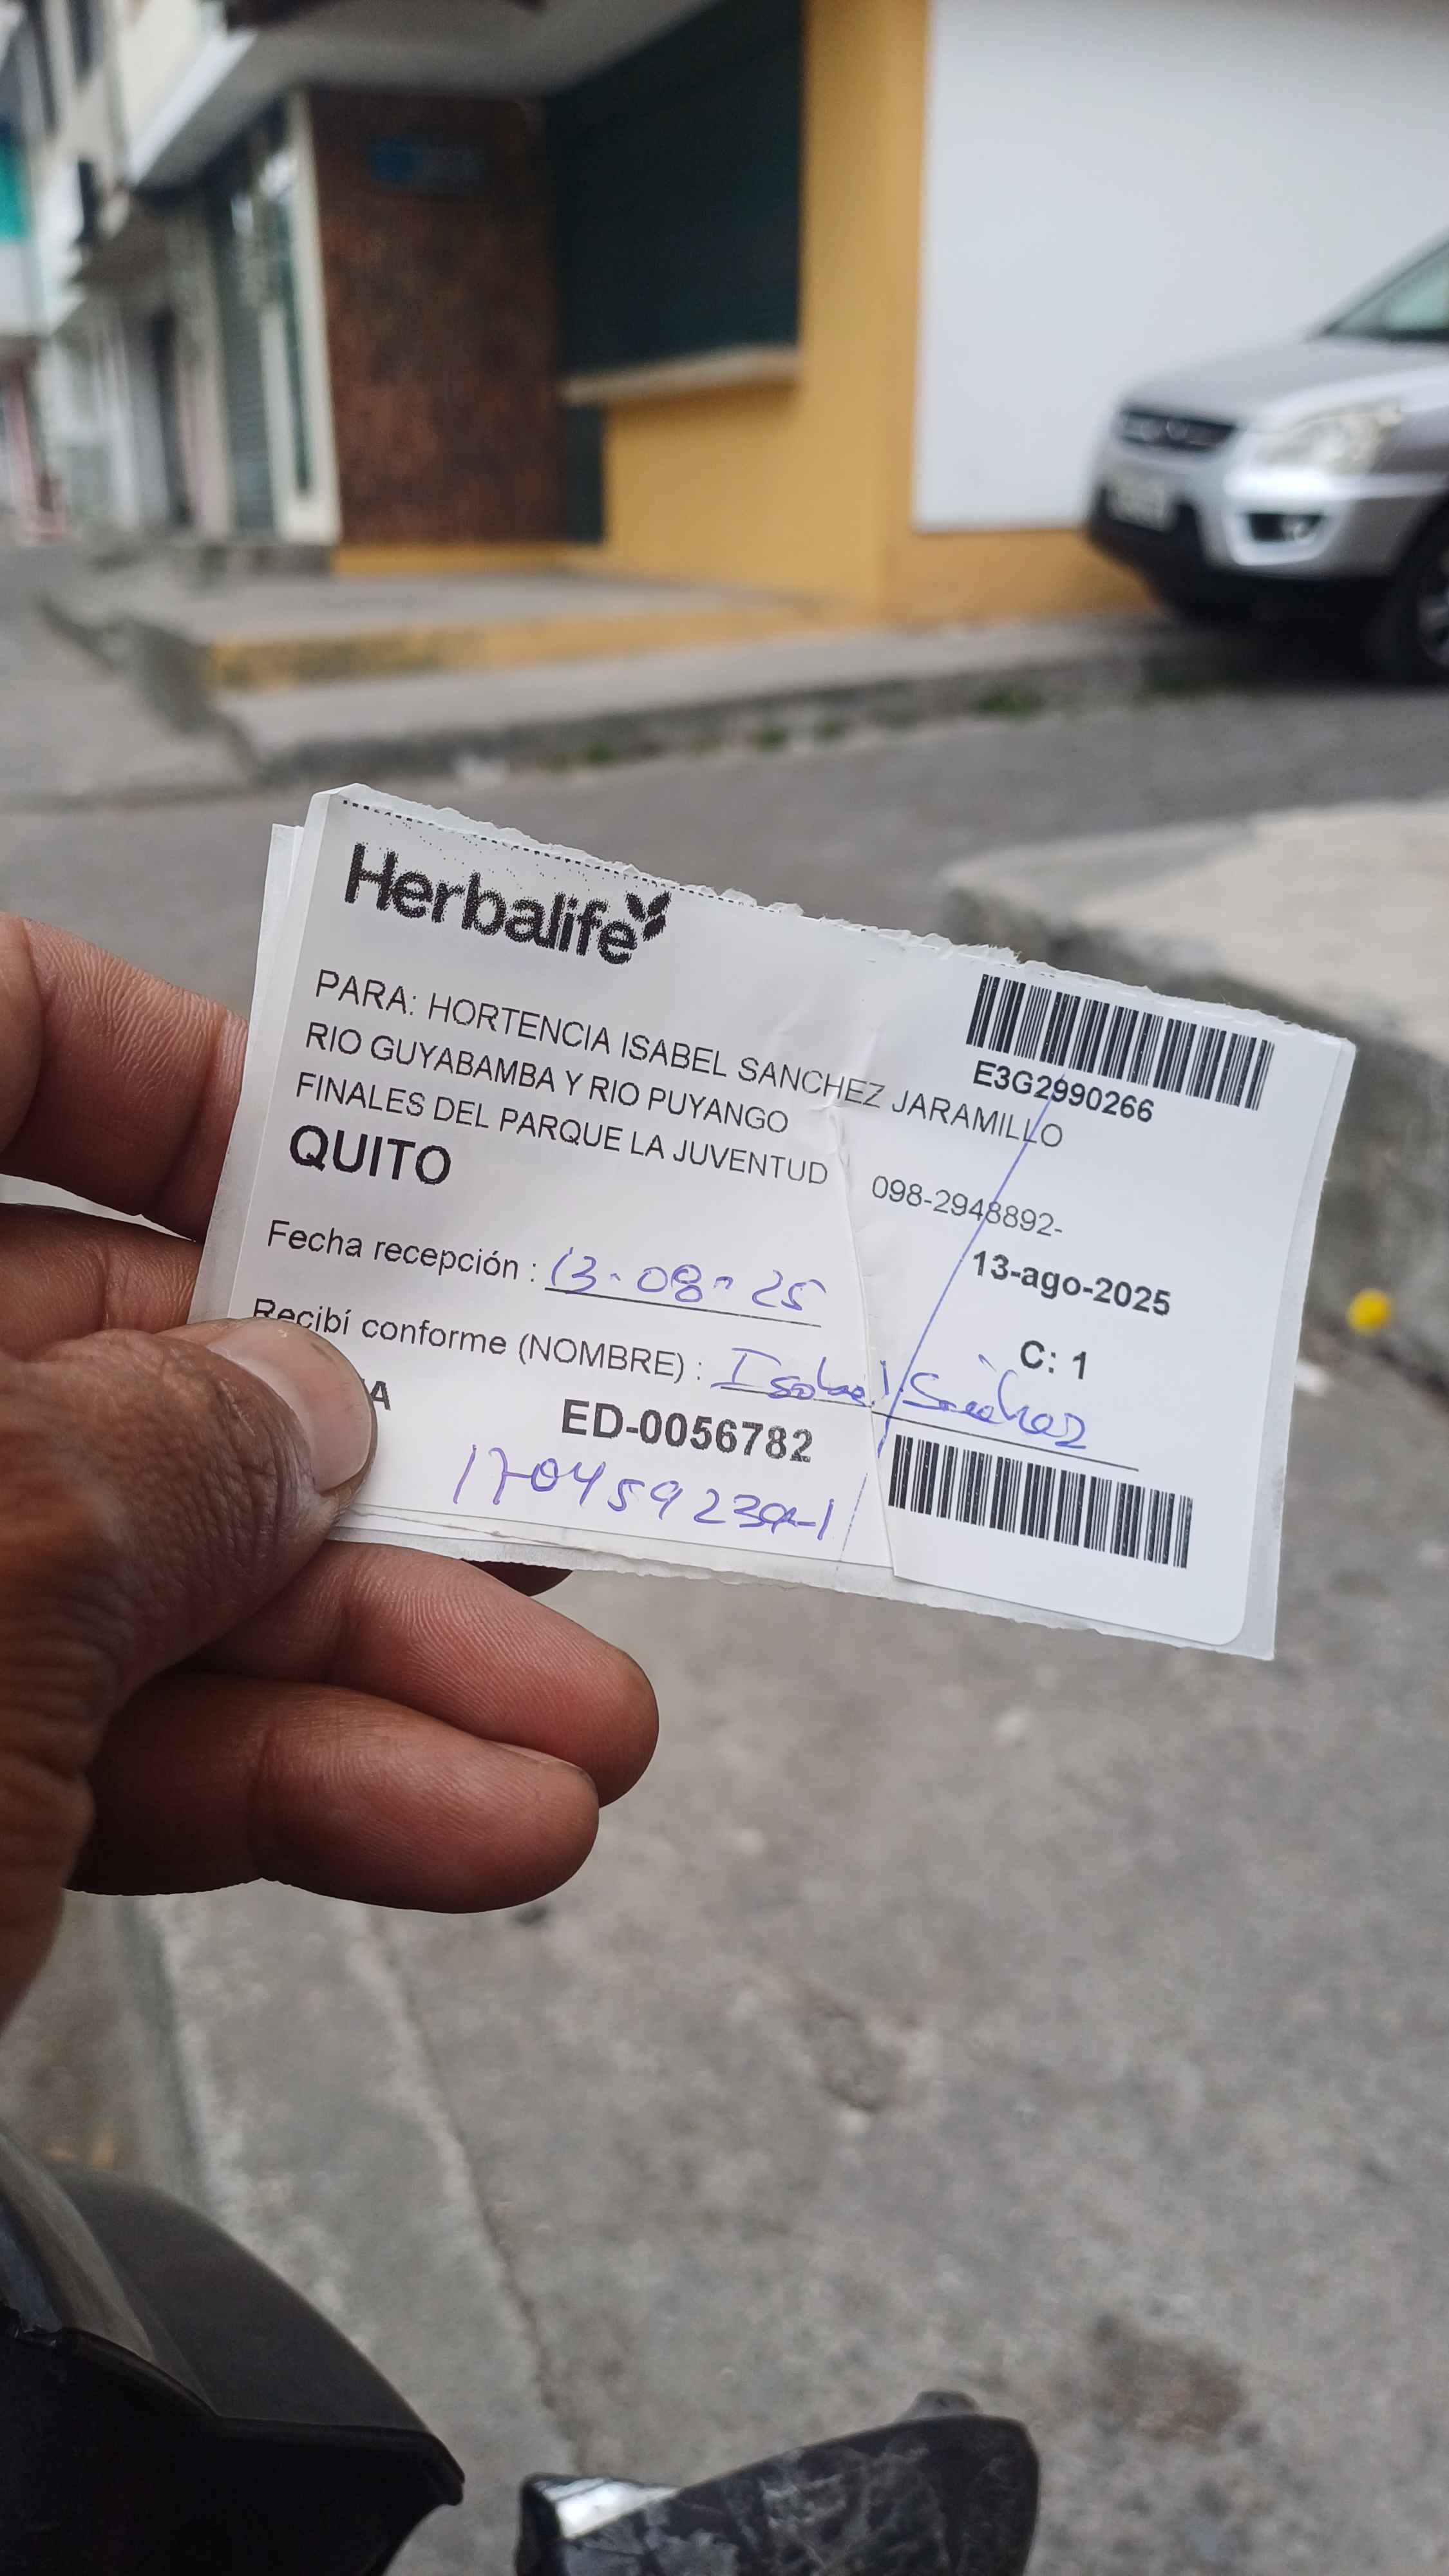 Herbalife
E3G2990266
PARA: HORTENCIA ISABEL SANCHEZ JARAMILLO
RIO GUYABAMBA Y RIO PUYANGO
FINALES DEL PARQUE LA JUVENTUD 098-2948892-
QUITO
13-ago-2025
Fecha recepción : 13-08-25
C: 1
Recibí conforme (NOMBRE) : Isabel Sánchez
ED-0056782